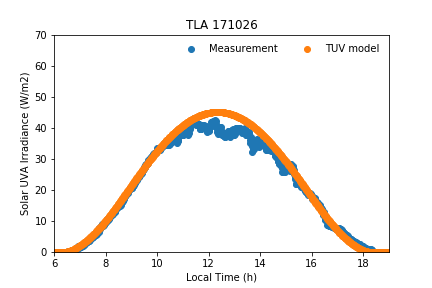 TLA 171026
Measurement
TUV model
Solar UVA Irradiance (W/m2)
70
60
50
40
30
20
10
0
6 8 10 12 14 16 18
Local Time (h)